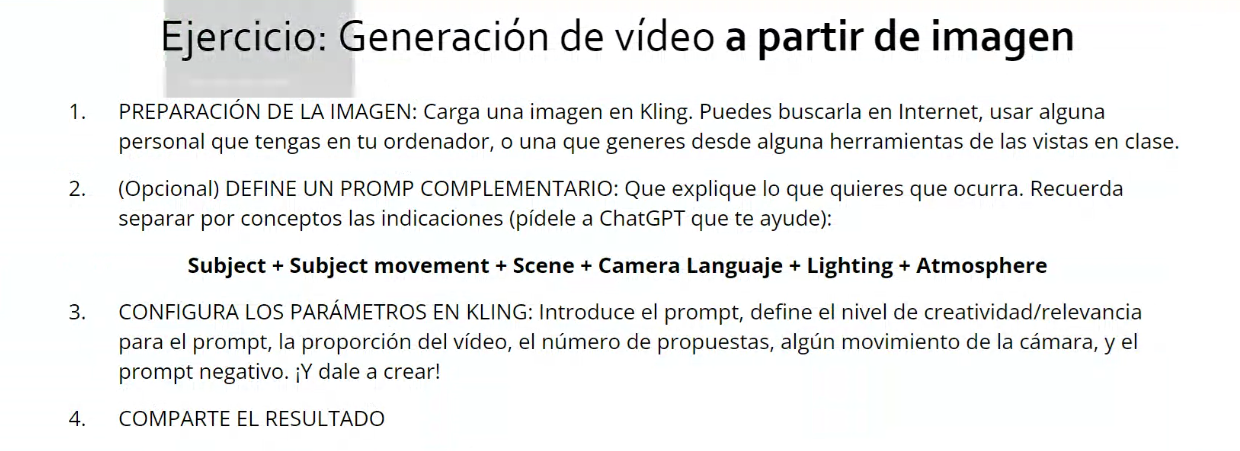 Ejercicio: Generación de vídeo a partir de imagen
1. PREPARACIÓN DE LA IMAGEN: Carga una imagen en Kling. Puedes buscarla en Internet, usar alguna
personal que tengas en tu ordenador, o una que generes desde alguna herramientas de las vistas en clase.
2. (Opcional) DEFINE UN PROMP COMPLEMENTARIO: Que explique lo que quieres que ocurra. Recuerda
separar por conceptos las indicaciones (pídele a ChatGPT que te ayude):
Subject + Subject movement + Scene + Camera Languaje + Lighting + Atmosphere
3. CONFIGURA LOS PARÁMETROS EN KLING: Introduce el prompt, define el nivel de creatividad/relevancia
para el prompt, la proporción del vídeo, el número de propuestas, algún movimiento de la cámara, y el
prompt negativo. ¡Y dale a crear!
4. COMPARTE EL RESULTADO